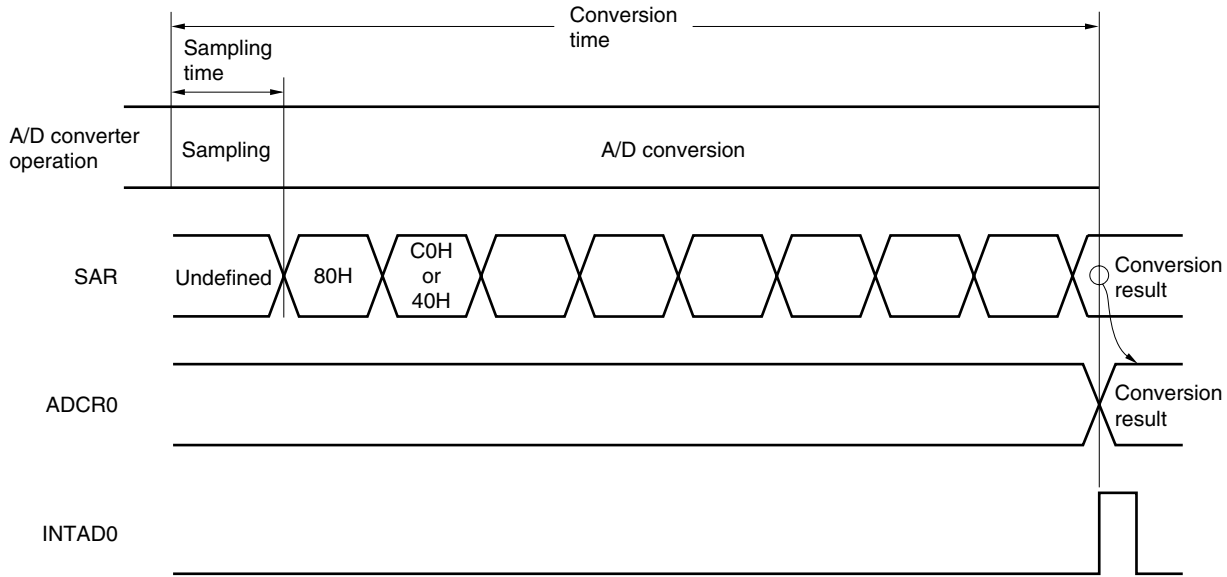 Conversion
time
Sampling
time
A/D converter
operation
Sampling
A/D conversion
SAR
Undefined
80H
C0H
or
40H
Conversion
result
ADCR0
Conversion
result
INTAD0